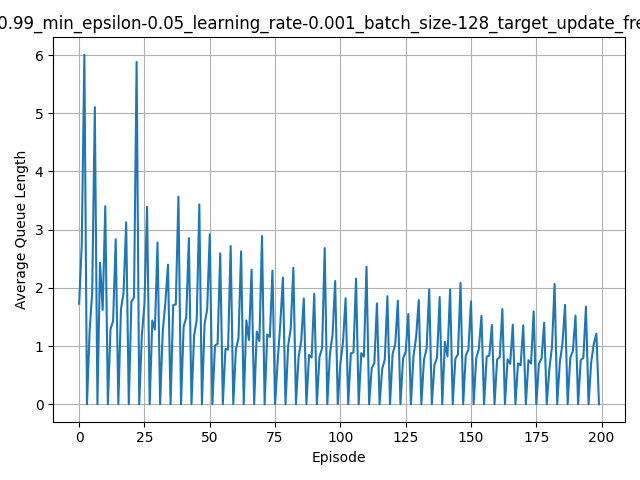 0.99_min_epsilon-0.05_learning_rate-0.001_batch_size-128_target_update_fre
6
5
4
3
2
1
0
Average Queue Length
0 25 50 75 100 125 150 175 200
Episode